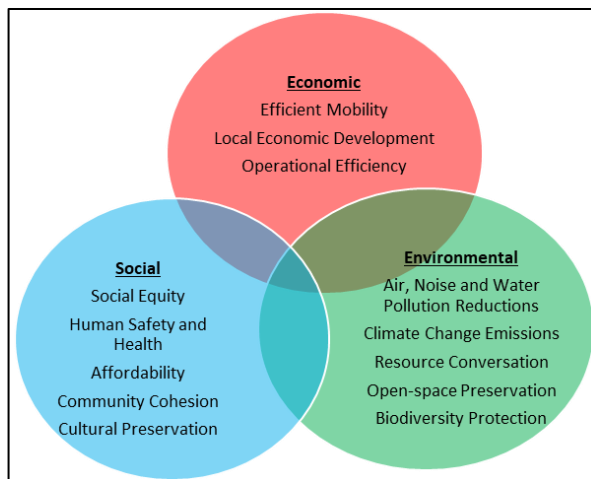 Economic
Efficient Mobility
Local Economic Development
Operational Efficiency
Social
Social Equity
Human Safety and
Health
Affordability
Community Cohesion
Cultural Preservation
Environmental
Air, Noise and Water
Pollution Reductions
Climate Change Emissions
Resource Conversation
Open-space Preservation
Biodiversity Protection